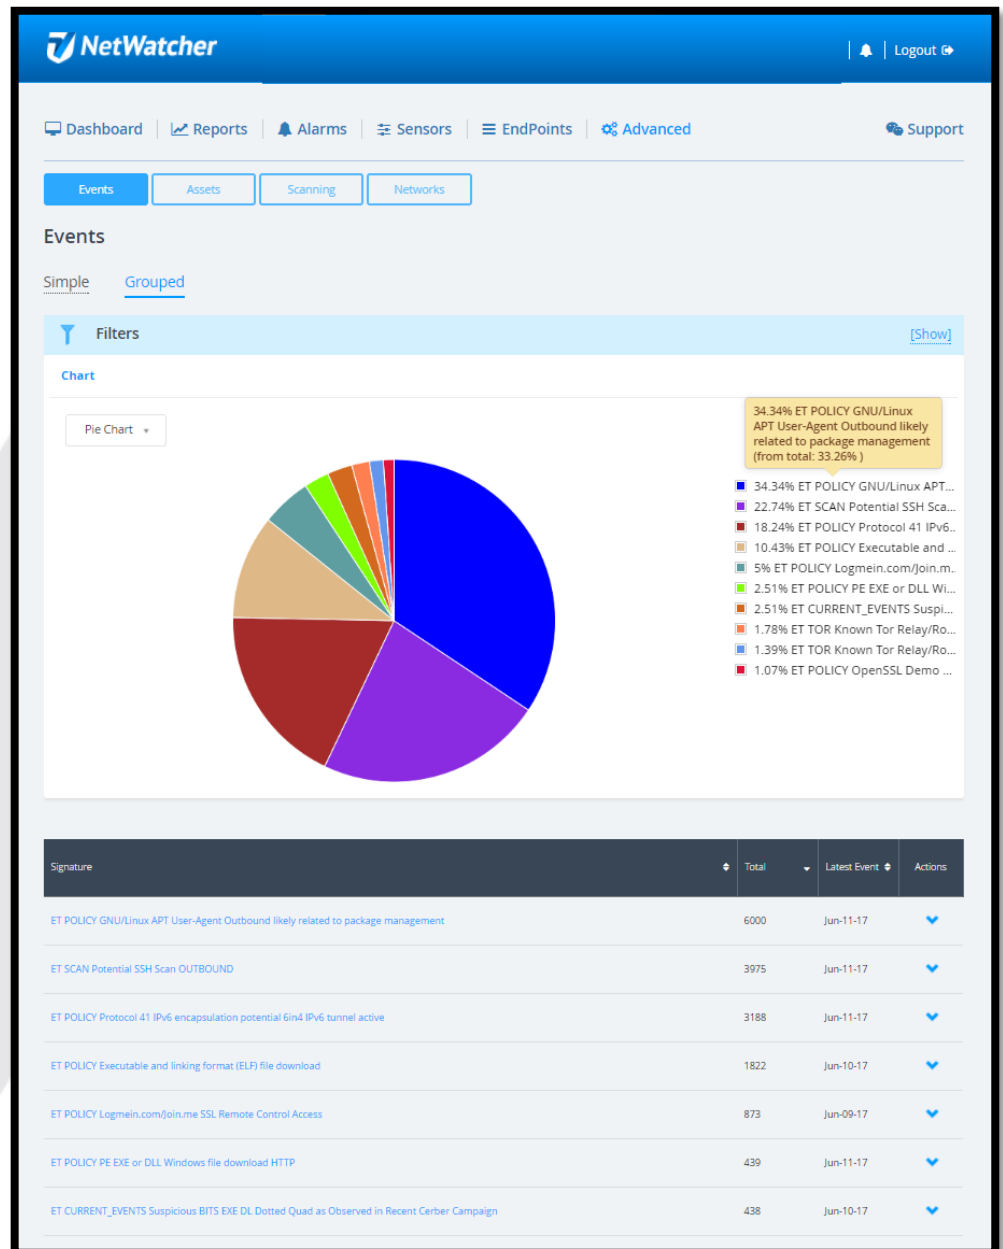 NetWatcher
Logout
Dashboard Reports Alarms Sensors EndPoints Advanced Support
Events Assets Scanning Networks
Events
Simple Grouped
Filters [Show]
Chart
Pie Chart
34.34% ET POLICY GNU/Linux
APT User-Agent Outbound likely
related to package management
(from total: 33.26% )
34.34% ET POLICY GNU/Linux APT...
22.74% ET SCAN Potential SSH Sca...
18.24% ET POLICY Protocol 41 IPv6..
10.43% ET POLICY Executable and ...
5% ET POLICY Logmein.com/Join.m..
2.51% ET POLICY PE EXE or DLL Wi...
2.51% ET CURRENT_EVENTS Suspi...
1.78% ET TOR Known Tor Relay/Ro...
1.39% ET TOR Known Tor Relay/Ro...
1.07% ET POLICY OpenSSL Demo ...
Signature Total Latest Event Actions
ET POLICY GNU/Linux APT User-Agent Outbound likely related to package management 6000 Jun-11-17
ET SCAN Potential SSH Scan OUTBOUND 3975 Jun-11-17
ET POLICY Protocol 41 IPv6 encapsulation potential 6in4 IPv6 tunnel active 3188 Jun-11-17
ET POLICY Executable and linking format (ELF) file download 1822 Jun-10-17
ET POLICY Logmein.com/Join.me SSL Remote Control Access 873 Jun-09-17
ET POLICY PE EXE or DLL Windows file download HTTP 439 Jun-11-17
ET CURRENT_EVENTS Suspicious BITS EXE DL Dotted Quad as Observed in Recent Cerber Campaign 438 Jun-10-17